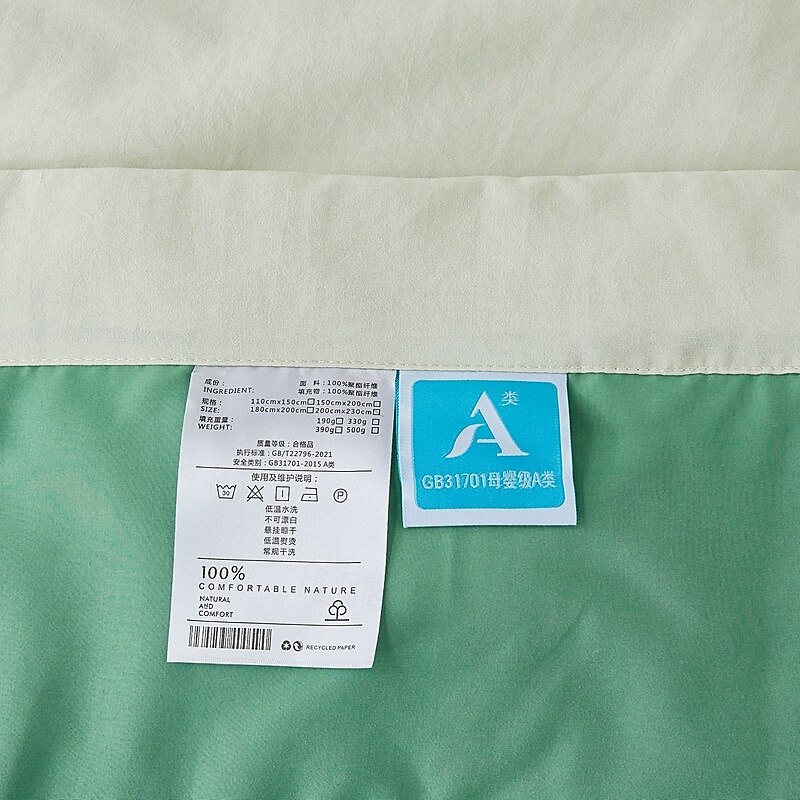 成份: 面 料:100%聚酯纤维
INGREDIENT: 填充物:100%聚酯纤维
规格: 110cmx150cm□ 150cmx200cm□
SIZE: 180cmx200cm□ 200cmx230cm□
填充重量: 190g□ 330g □
WEIGHT: 390g□ 500g □
质量等级:合格品
执行标准:GB/T22796-2021
安全类别:GB31701-2015 A类
使用及维护说明:
30 P
低温水洗
不可漂白
悬挂晾干
低温熨烫
常规干洗
100%
COMFORTABLE NATURE
NATURAL
AND
COMFORT
RECYCLED PAPER
A类
GB31701母婴级A类